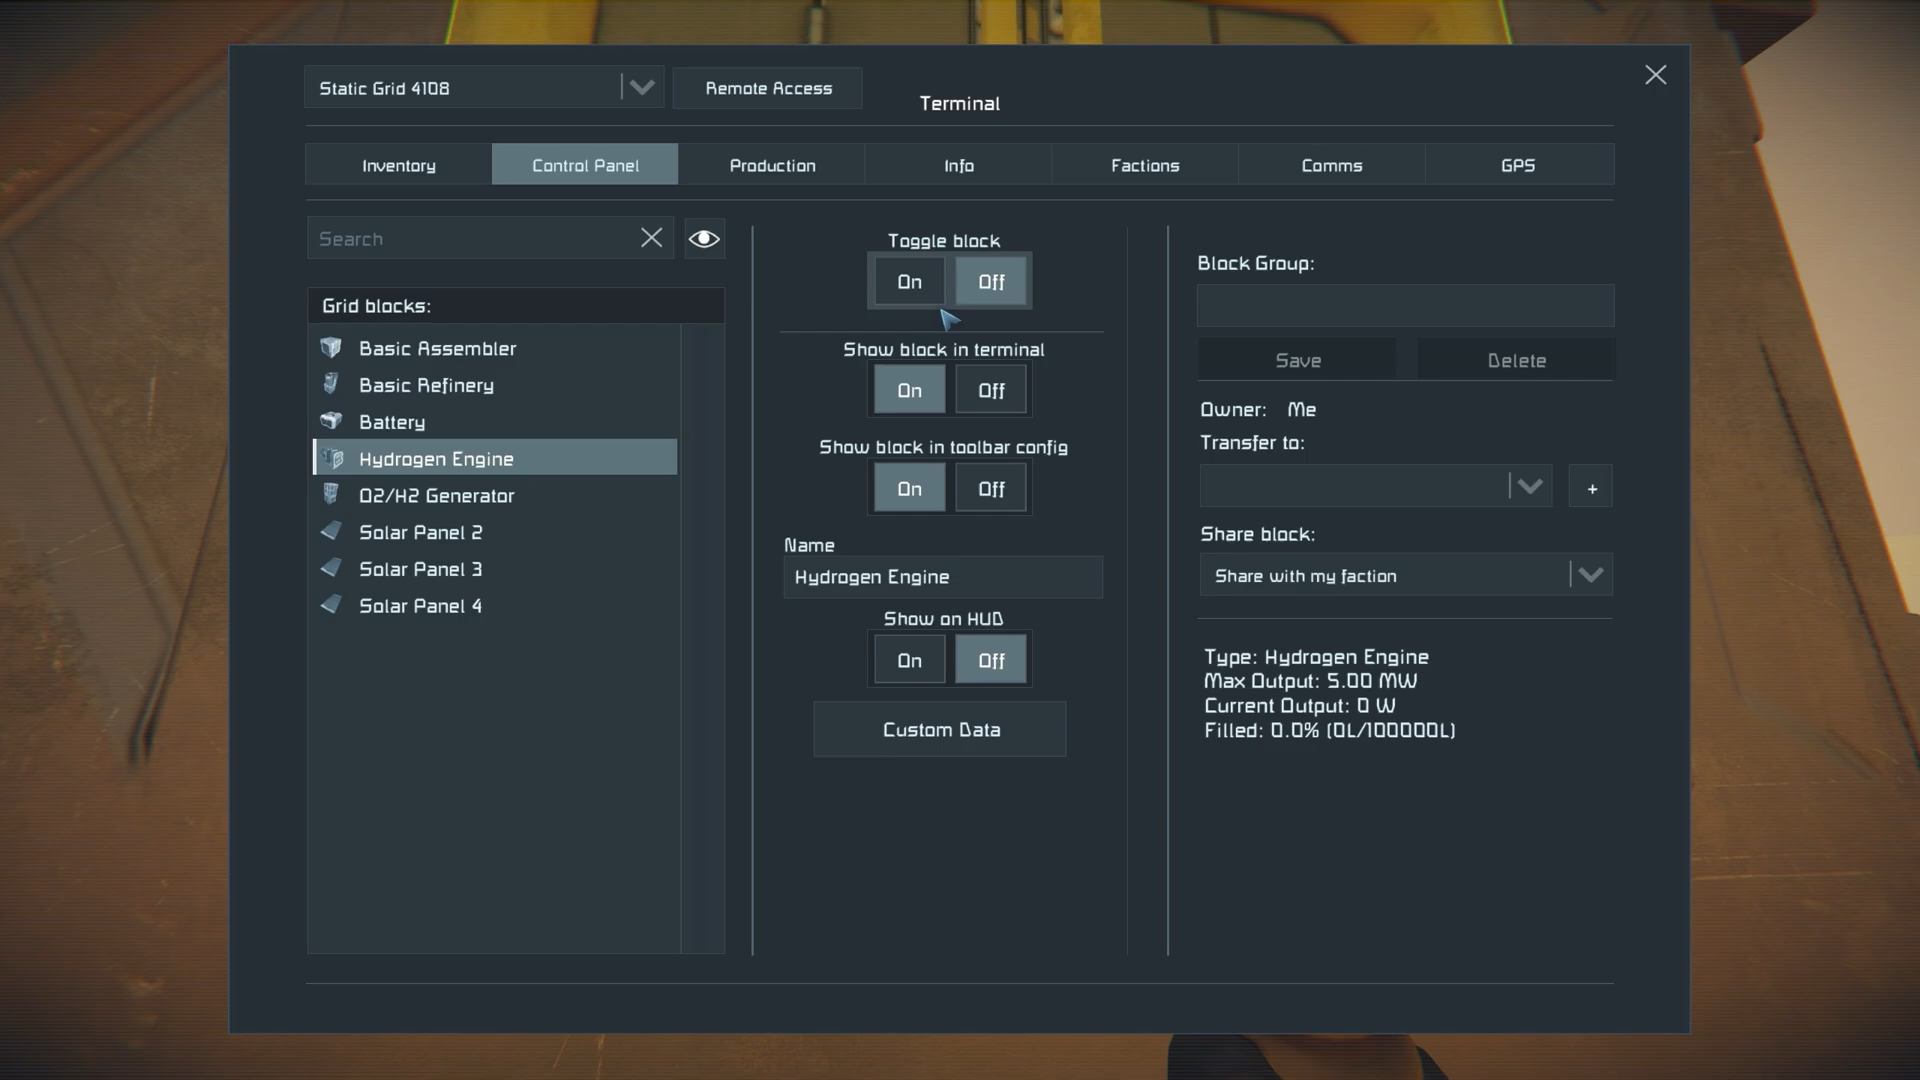 Static Grid 4108
Remote Access
Terminal
Inventory
Control Panel
Production
Info
Factions
Comms
GPS
Search
Grid blocks:
Basic Assembler
Basic Refinery
Battery
Hydrogen Engine
O2/H2 Generator
Solar Panel 2
Solar Panel 3
Solar Panel 4
Toggle block
On Off
Show block in terminal
On Off
Show block in toolbar config
On Off
Name
Hydrogen Engine
Show on HUD
On Off
Custom Data
Block Group:
Save Delete
Owner: Me
Transfer to:
+
Share block:
Share with my faction
Type: Hydrogen Engine
Max Output: 5.00 MW
Current Output: 0 W
Filled: 0.0% (0L/100000L)